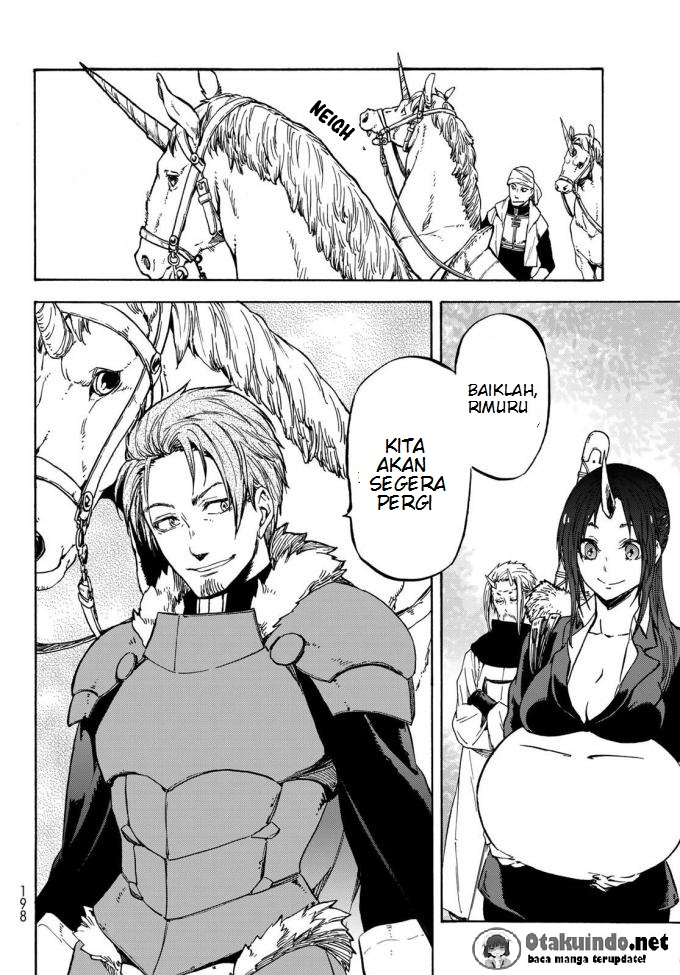 NEIGH
BAIKLAH,
RIMURU
KITA
AKAN
SEGERA
PERGI
198
Otakuindo.net
baca manga terupdate!